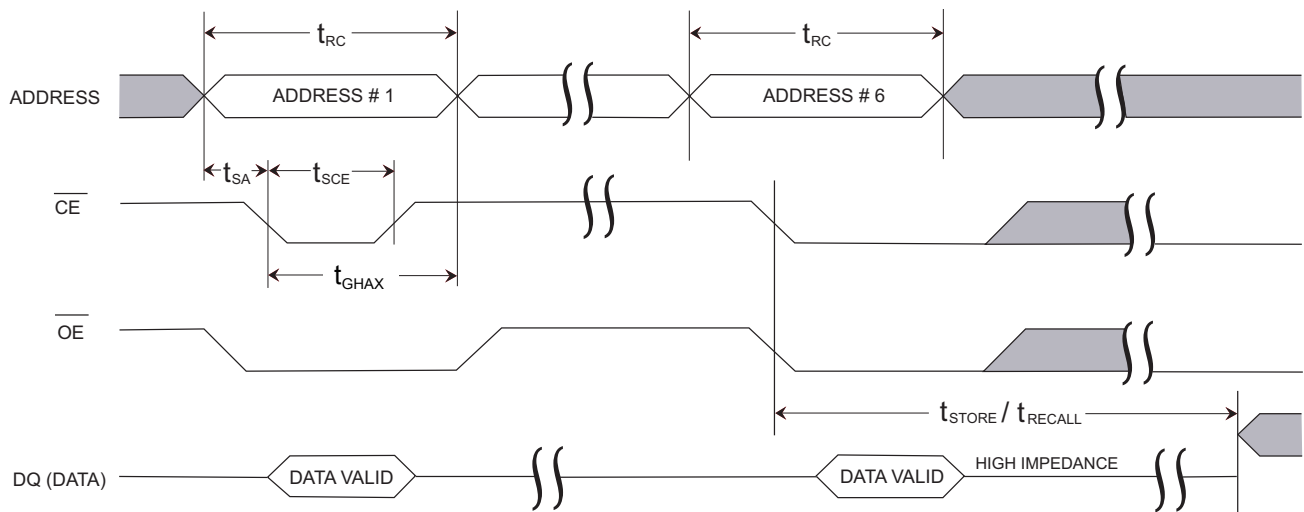 tRC tRC
ADDRESS ADDRESS # 1 ADDRESS # 6
tSA tSCE
CE
tGHAX
OE
tSTORE / tRECALL
DQ (DATA) DATA VALID DATA VALID HIGH IMPEDANCE